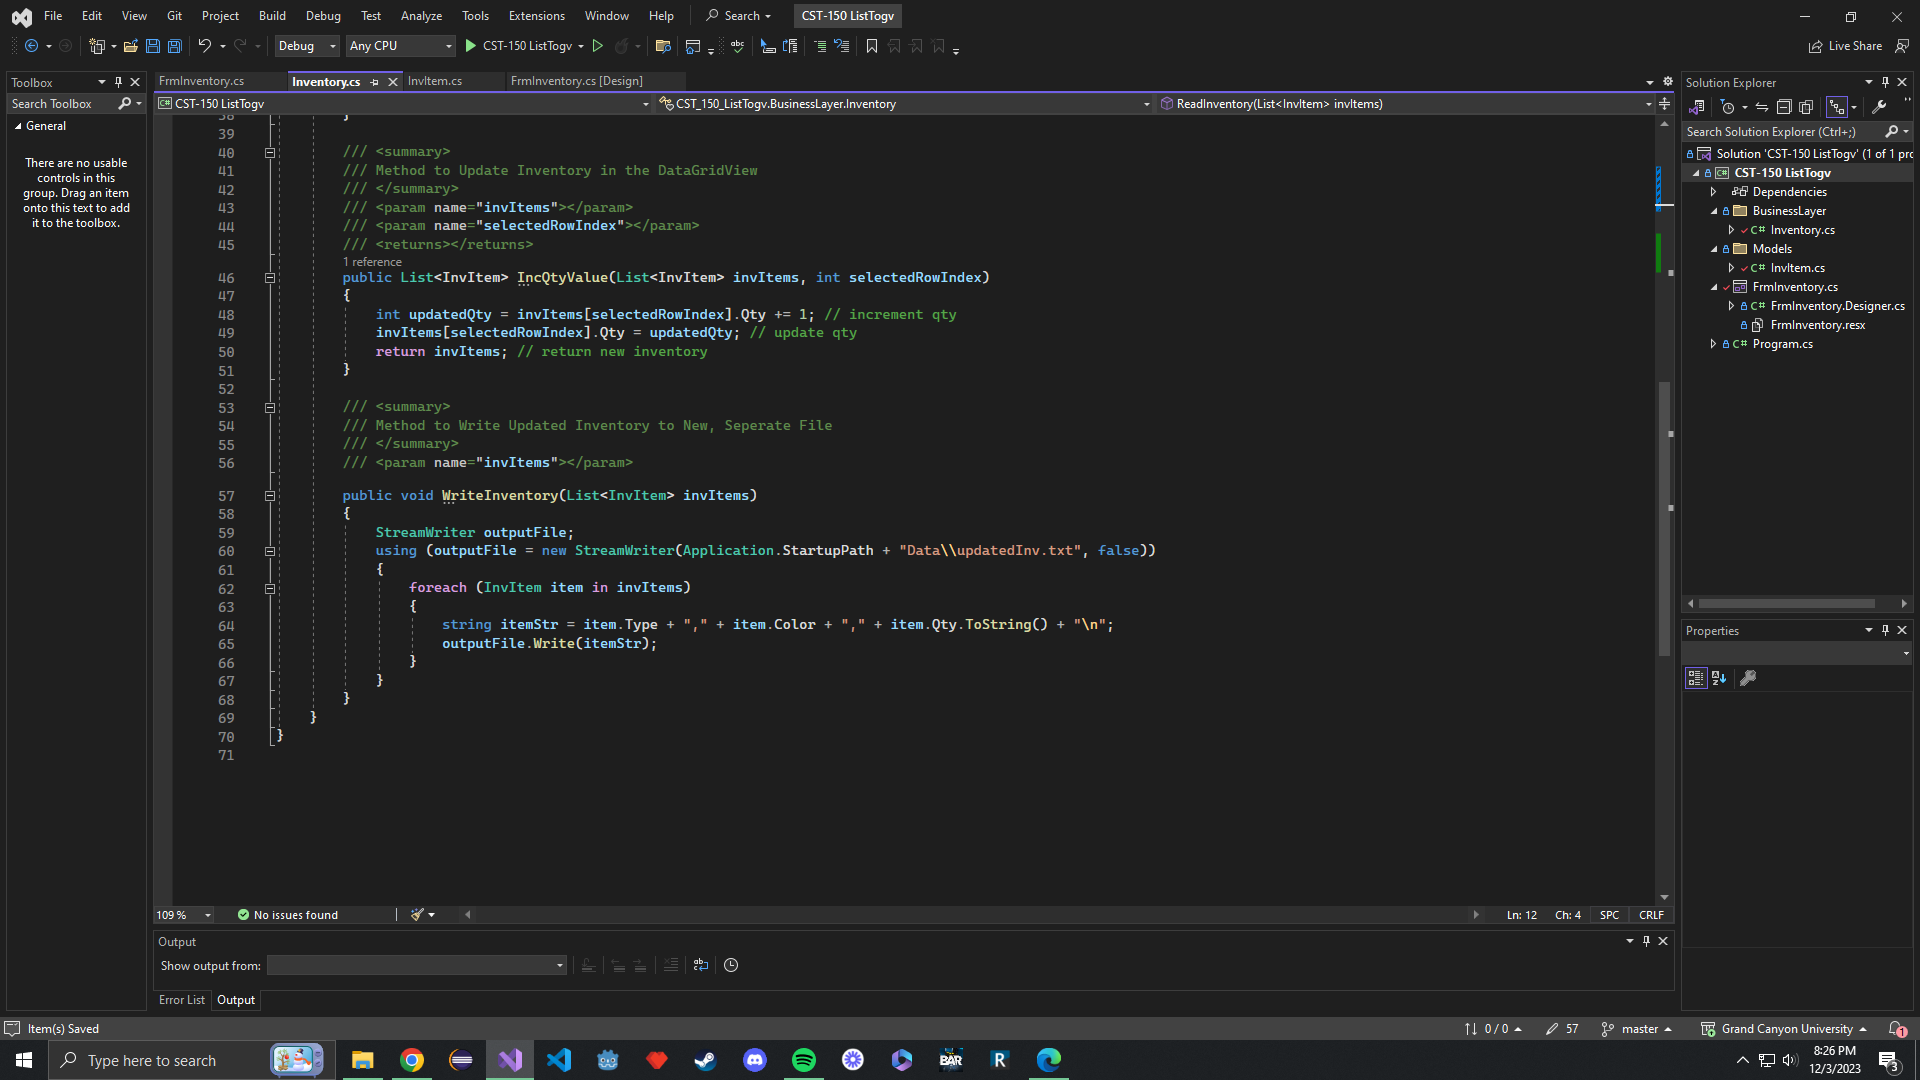 File Edit View Git Project Build Debug Test Analyze Tools Extensions Window Help Search CST-150 ListTogv
Debug Any CPU CST-150 ListTogv Live Share
Toolbox
Search Toolbox
General
There are no usable
controls in this
group. Drag an item
onto this text to add
it to the toolbox.
FrmInventory.cs Inventory.cs InvItem.cs FrmInventory.cs [Design]
CST-150 ListTogv CST_150_ListTogv.BusinessLayer.Inventory ReadInventory(List<InvItem> invItems)
38 }
39
40 /// <summary>
41 /// Method to Update Inventory in the DataGridView
42 /// </summary>
43 /// <param name="invItems"></param>
44 /// <param name="selectedRowIndex"></param>
45 /// <returns></returns>
1 reference
46 public List<InvItem> IncQtyValue(List<InvItem> invItems, int selectedRowIndex)
47 {
48 int updatedQty = invItems[selectedRowIndex].Qty += 1; // increment qty
49 invItems[selectedRowIndex].Qty = updatedQty; // update qty
50 return invItems; // return new inventory
51 }
52
53 /// <summary>
54 /// Method to Write Updated Inventory to New, Seperate File
55 /// </summary>
56 /// <param name="invItems"></param>
57 public void WriteInventory(List<InvItem> invItems)
58 {
59 StreamWriter outputFile;
60 using (outputFile = new StreamWriter(Application.StartupPath + "Data\\updatedInv.txt", false))
61 {
62 foreach (InvItem item in invItems)
63 {
64 string itemStr = item.Type + "," + item.Color + "," + item.Qty.ToString() + "\n";
65 outputFile.Write(itemStr);
66 }
67 }
68 }
69 }
70 }
71
109 % No issues found Ln: 12 Ch: 4 SPC CRLF
Output
Show output from:
Error List Output
Solution Explorer
Search Solution Explorer (Ctrl+;)
Solution 'CST-150 ListTogv' (1 of 1 pro
CST-150 ListTogv
Dependencies
BusinessLayer
C# Inventory.cs
Models
C# InvItem.cs
FrmInventory.cs
C# FrmInventory.Designer.cs
FrmInventory.resx
C# Program.cs
Properties
Item(s) Saved 0 / 0 57 master Grand Canyon University 1
Type here to search BAR R 8:26 PM
12/3/2023 3